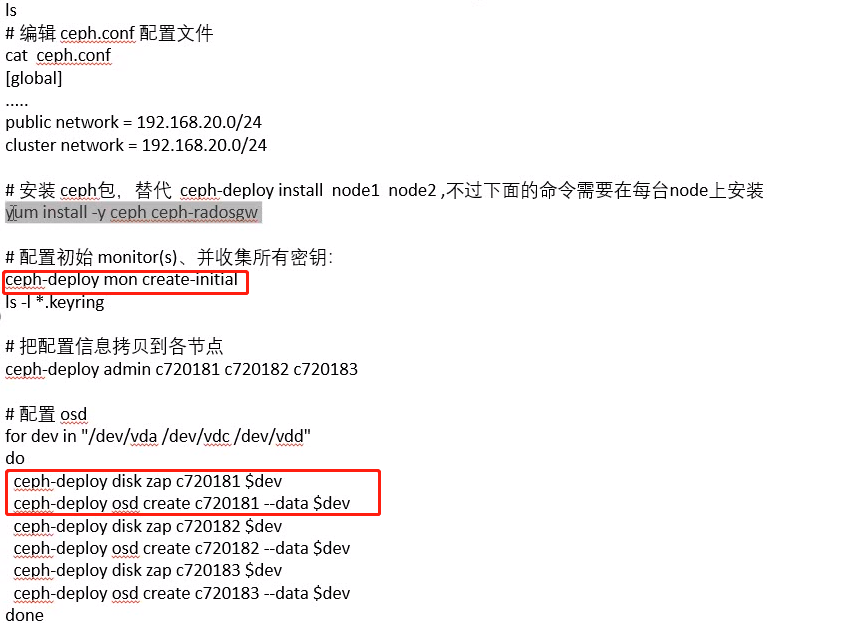 ls
# 编辑 ceph.conf 配置文件
cat  ceph.conf
[global]
.....
public network = 192.168.20.0/24
cluster network = 192.168.20.0/24
# 安装 ceph包，替代  ceph-deploy install  node1  node2 ,不过下面的命令需要在每台node上安装
yum install -y ceph ceph-radosgw
# 配置初始 monitor(s)、并收集所有密钥：
ceph-deploy mon create-initial
ls -l *.keyring
# 把配置信息拷贝到各节点
ceph-deploy admin c720181 c720182 c720183
# 配置 osd
for dev in "/dev/vda /dev/vdc /dev/vdd"
do
ceph-deploy disk zap c720181 $dev
ceph-deploy osd create c720181 --data $dev
ceph-deploy disk zap c720182 $dev
ceph-deploy osd create c720182 --data $dev
ceph-deploy disk zap c720183 $dev
ceph-deploy osd create c720183 --data $dev
done